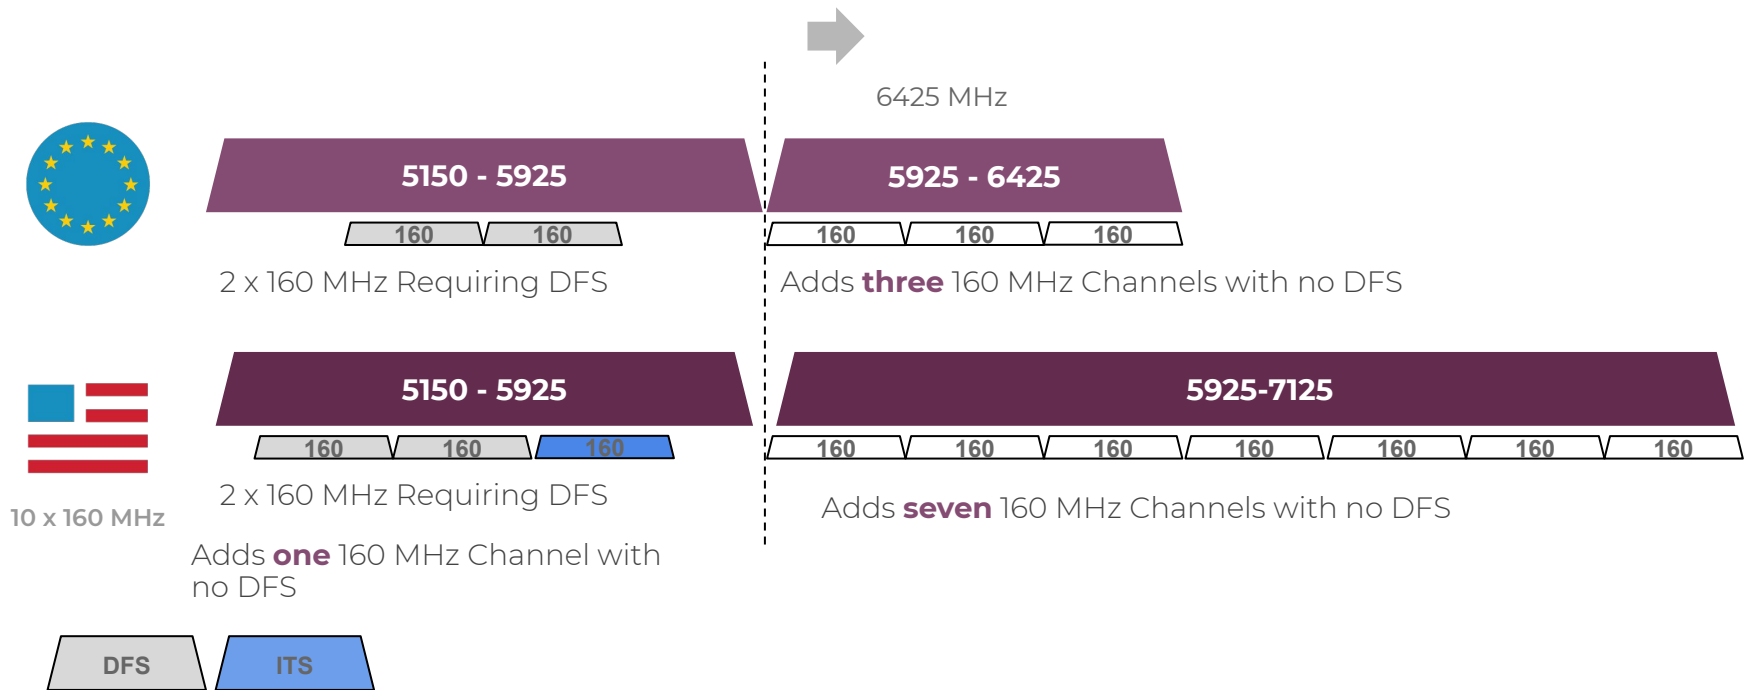 6425 MHz
5150 - 5925
5925 - 6425
160 160 160 160 160
2 x 160 MHz Requiring DFS
Adds three 160 MHz Channels with no DFS
5150 - 5925
5925-7125
160 160 160 160 160 160 160 160 160 160
2 x 160 MHz Requiring DFS
Adds seven 160 MHz Channels with no DFS
10 x 160 MHz
Adds one 160 MHz Channel with
no DFS
DFS
ITS